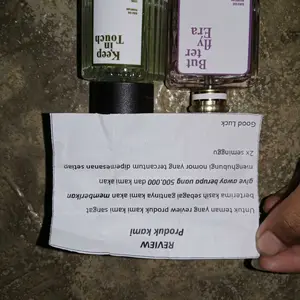 REVIEW
Produk kami
Untuk teman yang review produk kami kami sangat
berterima kasih sebagai gantinya kami akan memberikan
give away berupa uang 500.000 dan kami akan
menghubungi nomor yang tercantum dipemesanan setiap
2x seminggu
Good Luck
But
ter
fly
Era
Keep
in
Touch